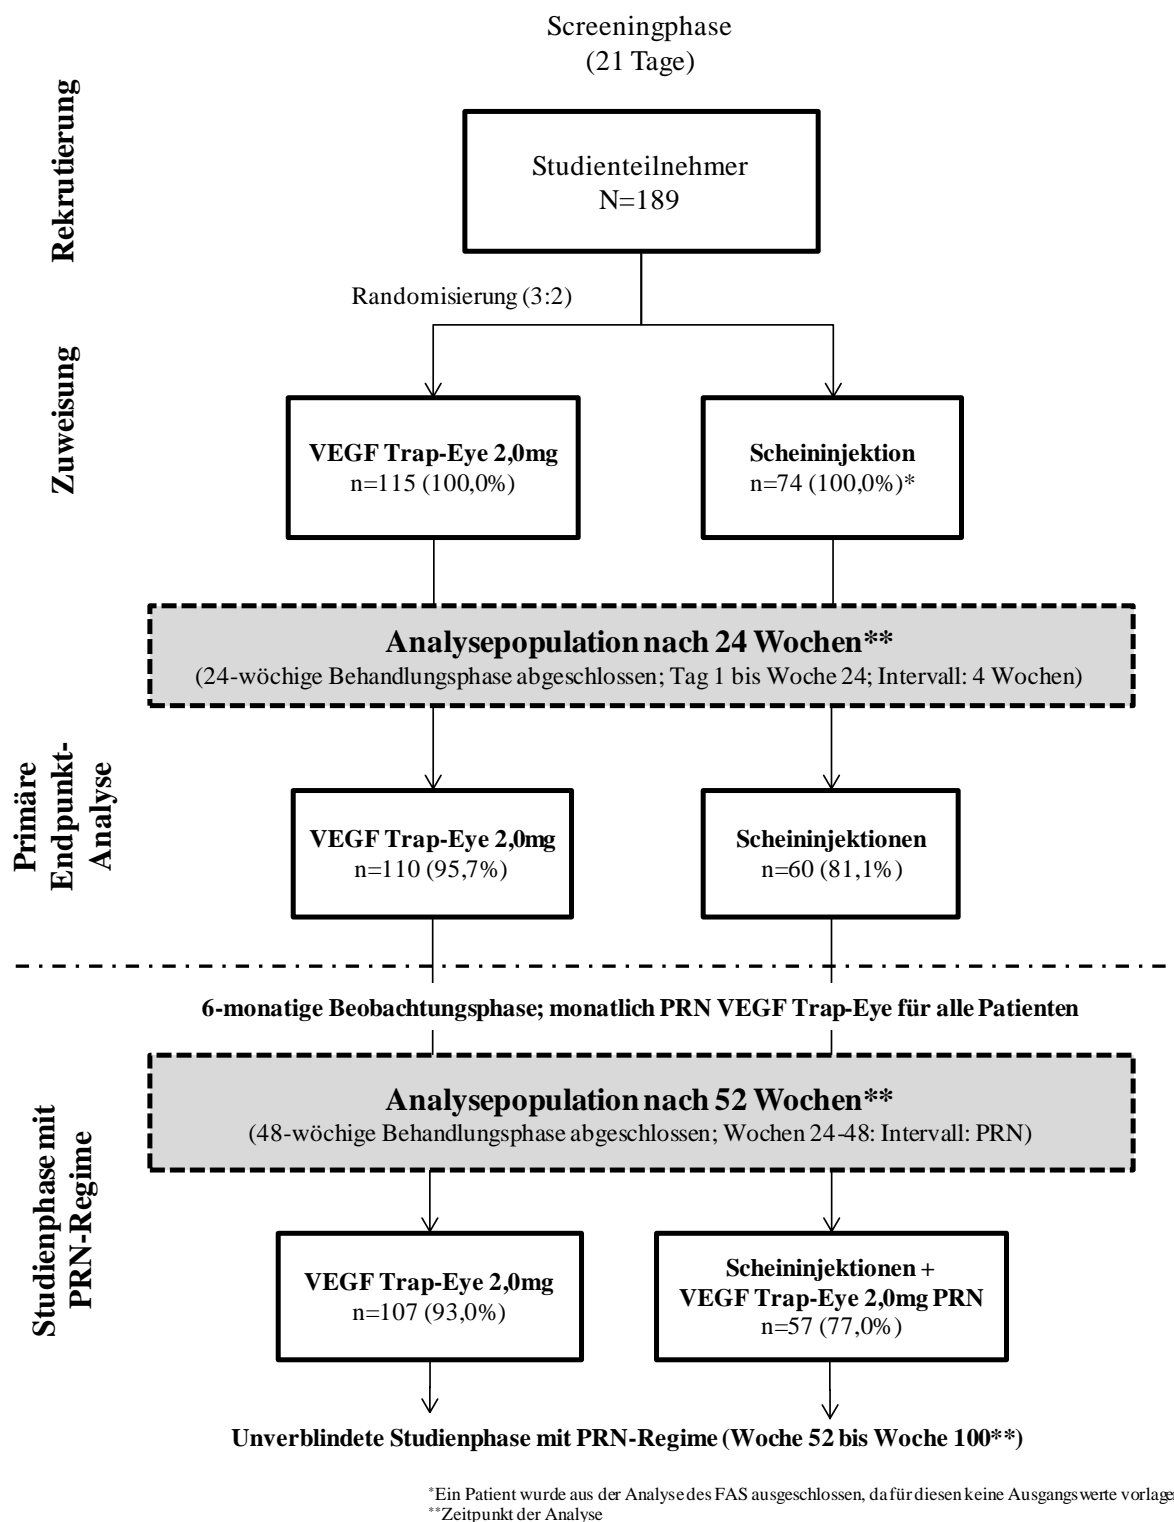 Screeningphase
(21 Tage)
Rekrutierung
Studienteilnehmer
N=189
Randomisierung (3:2)
Zuweisung
VEGF Trap-Eye 2,0mg
n=115 (100,0%)
Scheininjektion
n=74 (100,0%)*
Analysepopulation nach 24 Wochen**
(24-wöchige Behandlungsphase abgeschlossen; Tag 1 bis Woche 24; Intervall: 4 Wochen)
Primäre
Endpunkt-
Analyse
VEGF Trap-Eye 2,0mg
n=110 (95,7%)
Scheininjektionen
n=60 (81,1%)
6-monatige Beobachtungsphase; monatlich PRN VEGF Trap-Eye für alle Patienten
Analysepopulation nach 52 Wochen**
(48-wöchige Behandlungsphase abgeschlossen; Wochen 24-48: Intervall: PRN)
Studienphase mit
PRN-Regime
VEGF Trap-Eye 2,0mg
n=107 (93,0%)
Scheininjektionen +
VEGF Trap-Eye 2,0mg PRN
n=57 (77,0%)
Unverblindete Studienphase mit PRN-Regime (Woche 52 bis Woche 100**)
*Ein Patient wurde aus der Analyse des FAS ausgeschlossen, da für diesen keine Ausgangswerte vorlage
**Zeitpunkt der Analyse